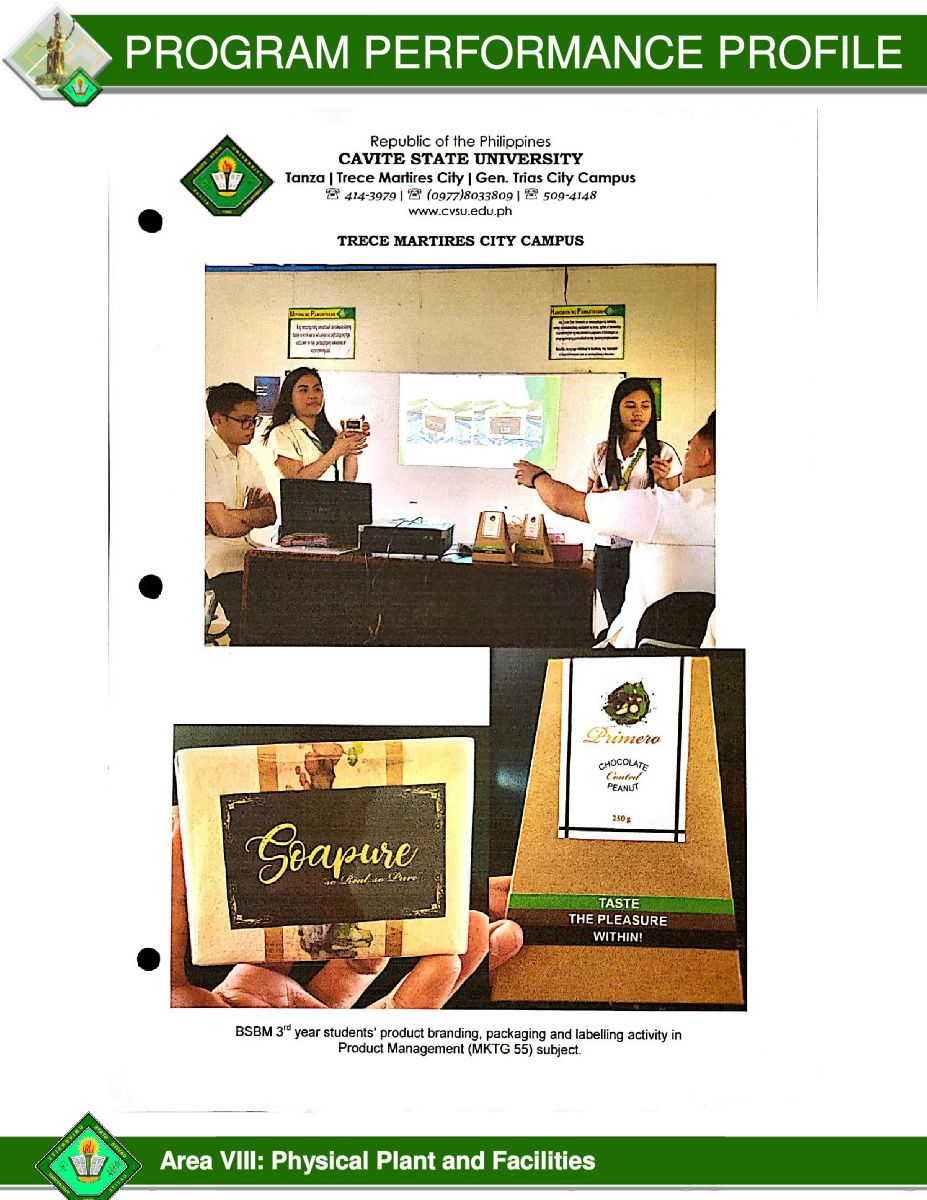 PROGRAM PERFORMANCE PROFILE
Republic of the Philippines
CAVITE STATE UNIVERSITY
Tanza | Trece Martires City | Gen. Trias City Campus
☏ 414-3979 | ☏ (0977)8033809 | ☏ 509-4148
www.cvsu.edu.ph
TRECE MARTIRES CITY CAMPUS
Primero
CHOCOLATE
Coated
PEANUT
250 g
Soapure
so Real, so Pure
TASTE
THE PLEASURE
WITHIN!
BSBM 3rd year students' product branding, packaging and labelling activity in
Product Management (MKTG 55) subject.
Area VIII: Physical Plant and Facilities